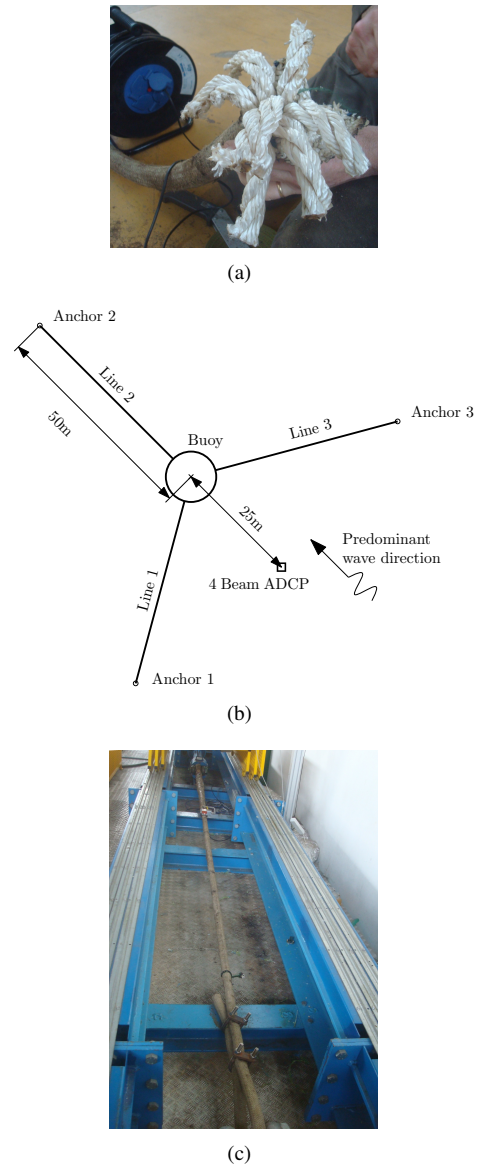 (a)
Anchor 2
Line 2
50m
Buoy
Line 3
Anchor 3
25m
Predominant
wave direction
4 Beam ADCP
Line 1
Anchor 1
(b)
(c)